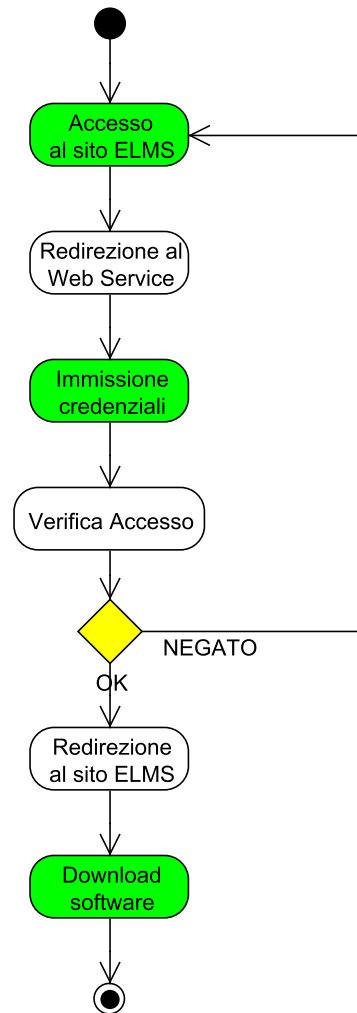 Accesso
al sito ELMS
Redirezione al
Web Service
Immissione
credenziali
Verifica Accesso
NEGATO
OK
Redirezione
al sito ELMS
Download
software